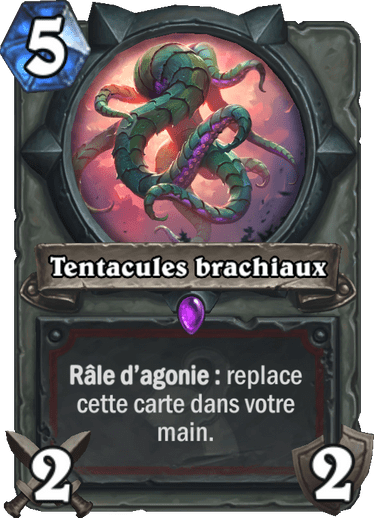 5
Tentacules brachiaux
Râle d’agonie : replace
cette carte dans votre
main.
2
2